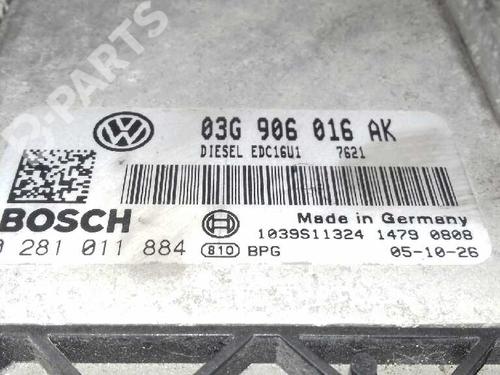 B-PARTS
03G 906 016 AK
DIESEL EDC16U1 7621
BOSCH
0 281 011 884
810 BPG
Made in Germany
1039S11324 1479 0808
05-10-26